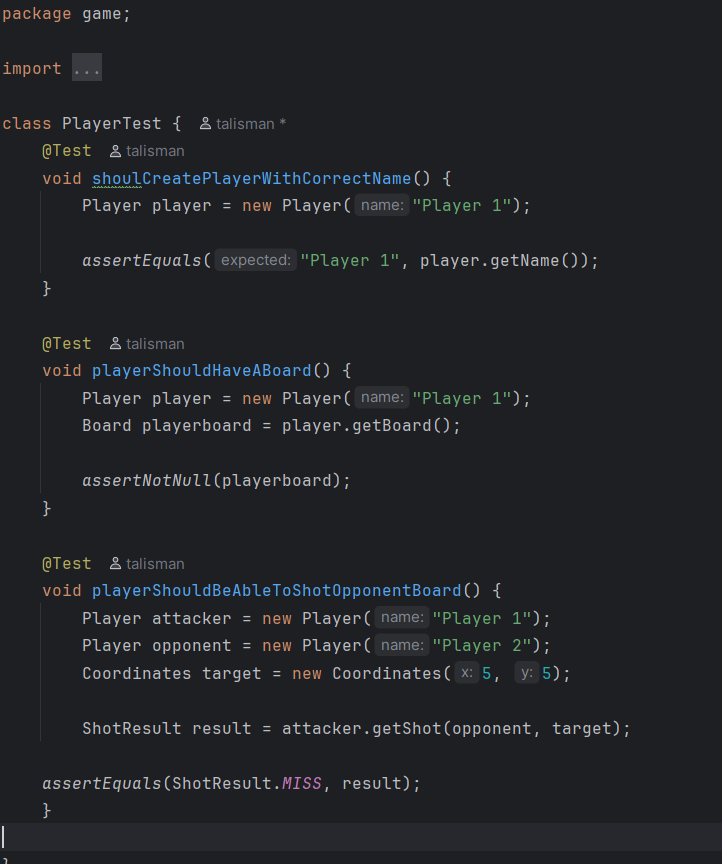 package game;
import ...
class PlayerTest { talisman *
@Test talisman
void shoulCreatePlayerWithCorrectName() {
Player player = new Player( name: "Player 1");
assertEquals( expected: "Player 1", player.getName());
}
@Test talisman
void playerShouldHaveABoard() {
Player player = new Player( name: "Player 1");
Board playerboard = player.getBoard();
assertNotNull(playerboard);
}
@Test talisman
void playerShouldBeAbleToShotOpponentBoard() {
Player attacker = new Player( name: "Player 1");
Player opponent = new Player( name: "Player 2");
Coordinates target = new Coordinates( x: 5, y: 5);
ShotResult result = attacker.getShot(opponent, target);
assertEquals(ShotResult.MISS, result);
}
}